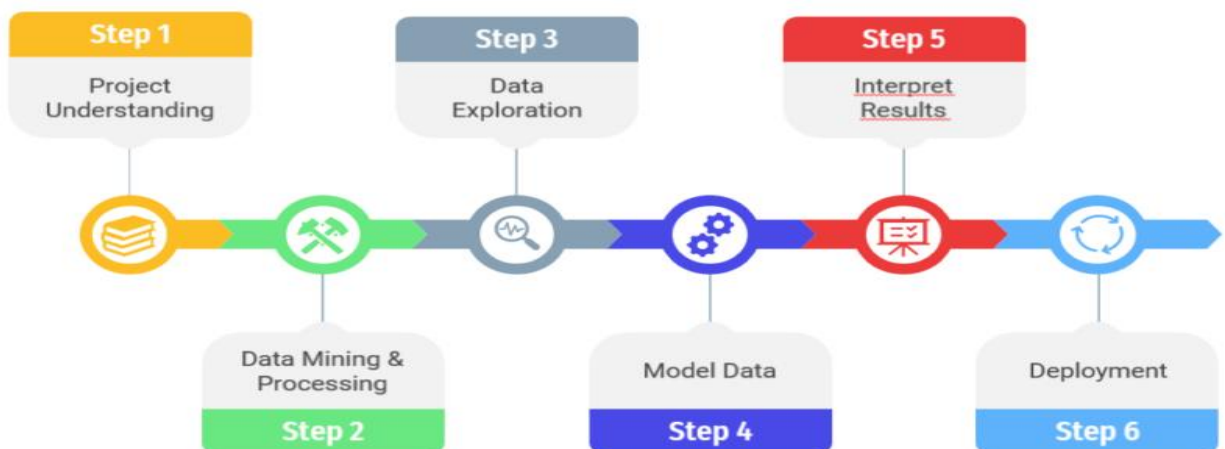 Step 1
Project
Understanding
Data Mining &
Processing
Step 2
Step 3
Data
Exploration
Model Data
Step 4
Step 5
Interpret
Results
Deployment
Step 6